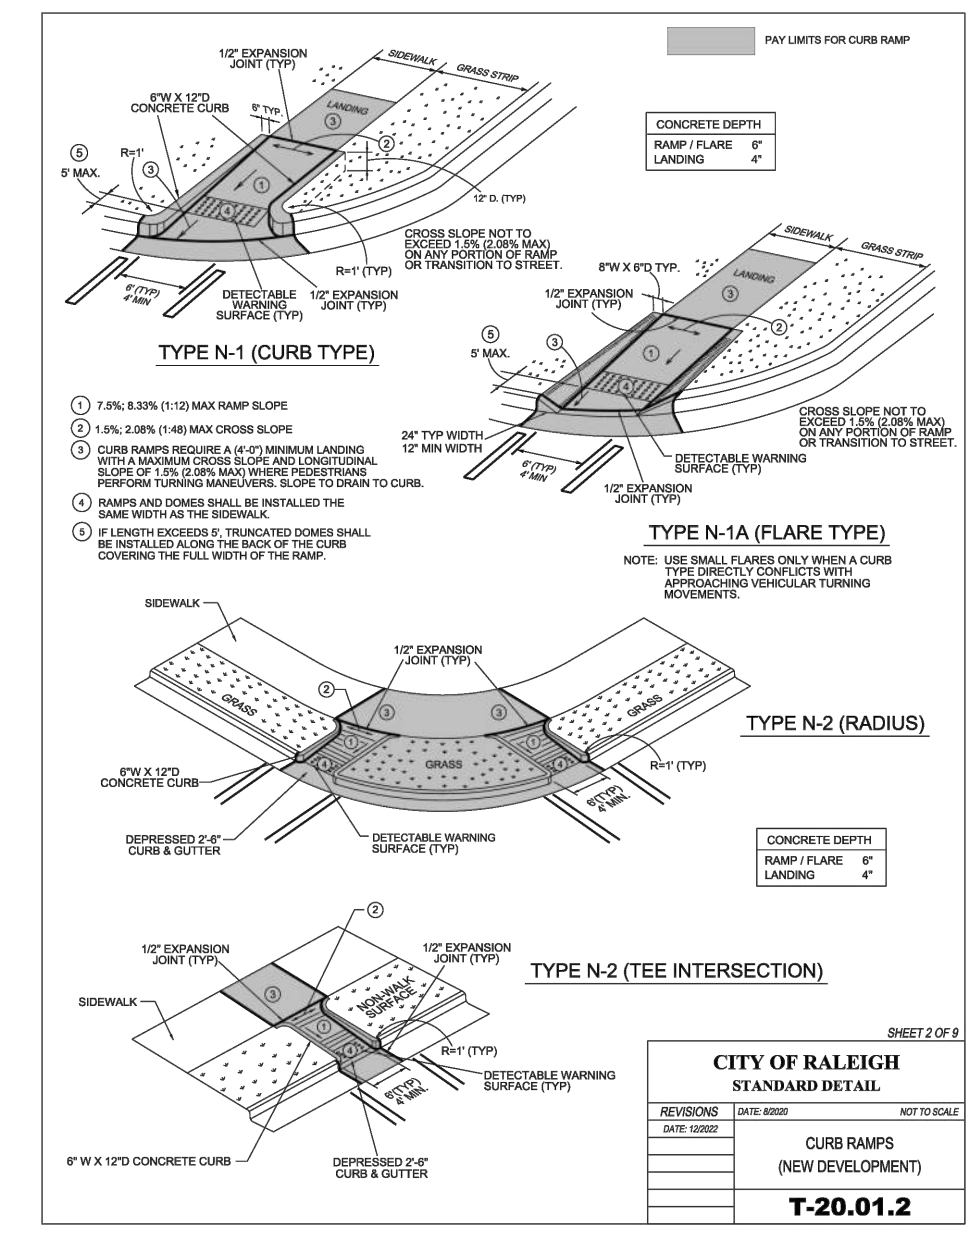 PAY LIMITS FOR CURB RAMP
CONCRETE DEPTH
RAMP / FLARE 6"
LANDING 4"
1/2" EXPANSION
JOINT (TYP)
SIDEWALK
GRASS STRIP
6"W X 12"D
CONCRETE CURB
6" TYP.
LANDING
3
2
5
5' MAX.
R=1'
3
1
4
12" D. (TYP)
R=1' (TYP)
CROSS SLOPE NOT TO
EXCEED 1.5% (2.08% MAX)
ON ANY PORTION OF RAMP
OR TRANSITION TO STREET.
6' (TYP)
4' MIN
DETECTABLE
WARNING
SURFACE (TYP)
1/2" EXPANSION
JOINT (TYP)
TYPE N-1 (CURB TYPE)
SIDEWALK
GRASS STRIP
8"W X 6"D TYP.
LANDING
3
1/2" EXPANSION
JOINT (TYP)
2
5
5' MAX.
3
1
4
24" TYP WIDTH
12" MIN WIDTH
6' (TYP)
4' MIN
DETECTABLE WARNING
SURFACE (TYP)
1/2" EXPANSION
JOINT (TYP)
CROSS SLOPE NOT TO
EXCEED 1.5% (2.08% MAX)
ON ANY PORTION OF RAMP
OR TRANSITION TO STREET.
TYPE N-1A (FLARE TYPE)
NOTE: USE SMALL FLARES ONLY WHEN A CURB
TYPE DIRECTLY CONFLICTS WITH
APPROACHING VEHICULAR TURNING
MOVEMENTS.
1 7.5%; 8.33% (1:12) MAX RAMP SLOPE
2 1.5%; 2.08% (1:48) MAX CROSS SLOPE
3 CURB RAMPS REQUIRE A (4'-0") MINIMUM LANDING
WITH A MAXIMUM CROSS SLOPE AND LONGITUDINAL
SLOPE OF 1.5% (2.08% MAX) WHERE PEDESTRIANS
PERFORM TURNING MANEUVERS. SLOPE TO DRAIN TO CURB.
4 RAMPS AND DOMES SHALL BE INSTALLED THE
SAME WIDTH AS THE SIDEWALK.
5 IF LENGTH EXCEEDS 5', TRUNCATED DOMES SHALL
BE INSTALLED ALONG THE BACK OF THE CURB
COVERING THE FULL WIDTH OF THE RAMP.
SIDEWALK
1/2" EXPANSION
JOINT (TYP)
2
GRASS
3
3
GRASS
1
1
4
GRASS
4
TYPE N-2 (RADIUS)
R=1' (TYP)
6"W X 12"D
CONCRETE CURB
6'(TYP)
4' MIN.
DEPRESSED 2'-6"
CURB & GUTTER
DETECTABLE WARNING
SURFACE (TYP)
CONCRETE DEPTH
RAMP / FLARE 6"
LANDING 4"
2
1/2" EXPANSION
JOINT (TYP)
1/2" EXPANSION
JOINT (TYP)
TYPE N-2 (TEE INTERSECTION)
SIDEWALK
3
NON-WALK
SURFACE
1
4
R=1' (TYP)
DETECTABLE WARNING
SURFACE (TYP)
6'(TYP)
4' MIN.
6" W X 12"D CONCRETE CURB
DEPRESSED 2'-6"
CURB & GUTTER
SHEET 2 OF 9
CITY OF RALEIGH
STANDARD DETAIL
REVISIONS
DATE: 8/2020
NOT TO SCALE
DATE: 12/2022
CURB RAMPS
(NEW DEVELOPMENT)
T-20.01.2